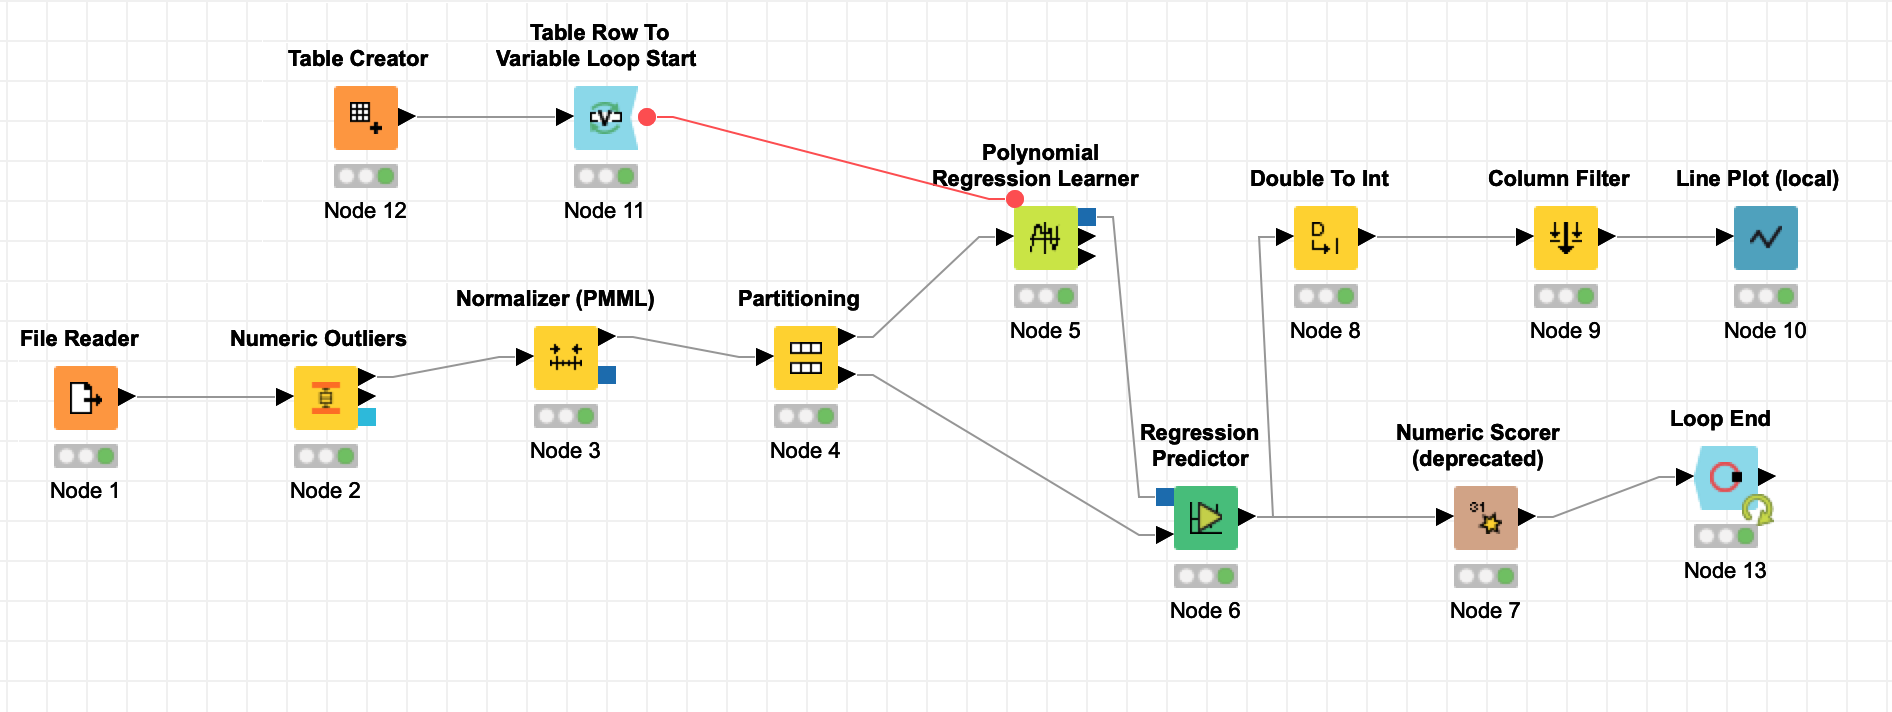 Table Creator
Table Row To
Variable Loop Start
Node 12
Node 11
Polynomial
Regression Learner
Double To Int
Column Filter
Line Plot (local)
D
I
Node 5
Node 8
Node 9
Node 10
File Reader
Numeric Outliers
Normalizer (PMML)
Partitioning
Node 1
Node 2
Node 3
Node 4
Regression
Predictor
Numeric Scorer
(deprecated)
Loop End
31
Node 6
Node 7
Node 13
V